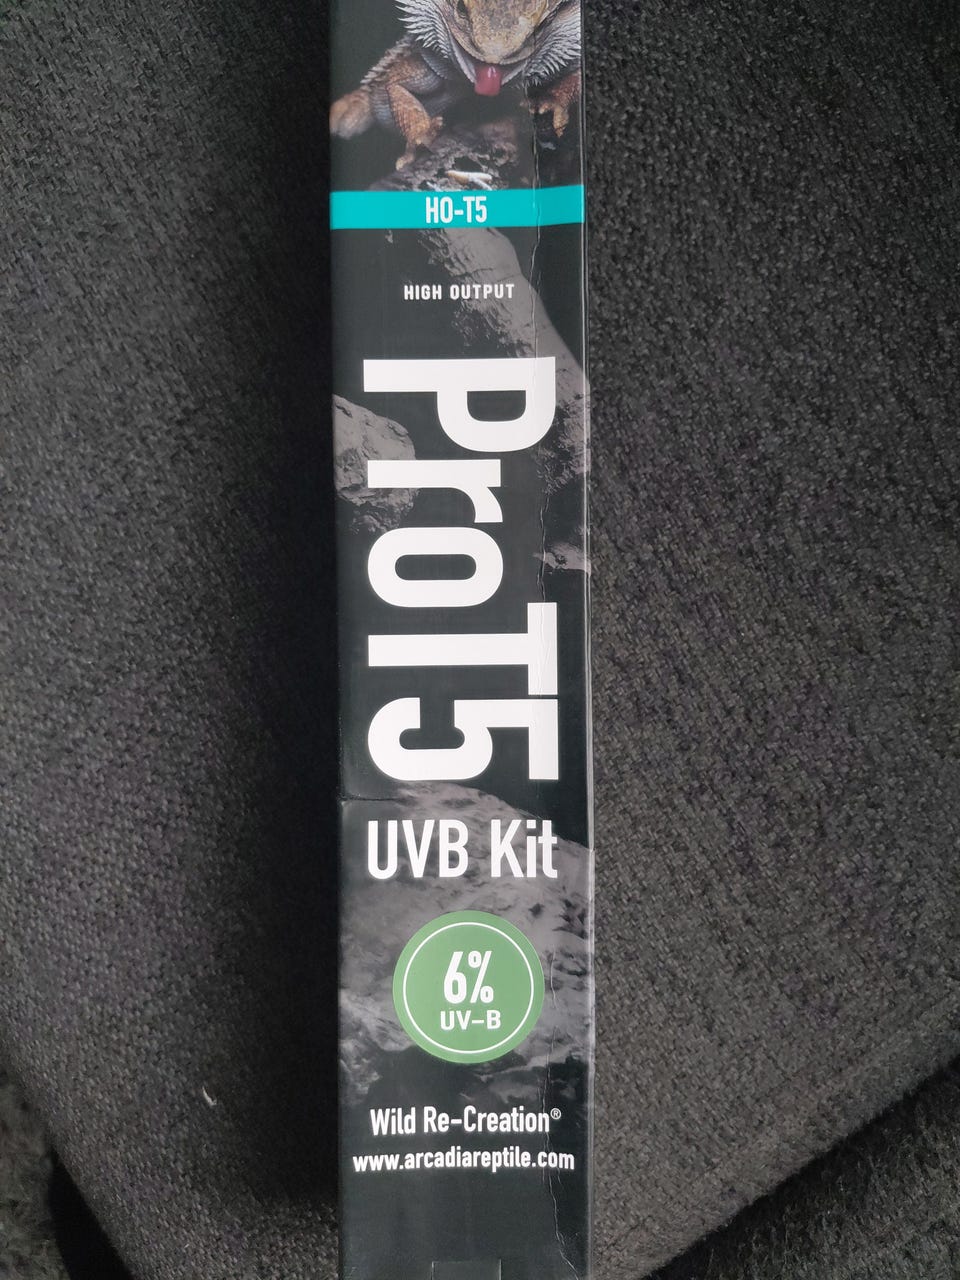 HO-T5
HIGH OUTPUT
ProT5
UVB Kit
6%
UV-B
Wild Re-Creation®
www.arcadiareptile.com